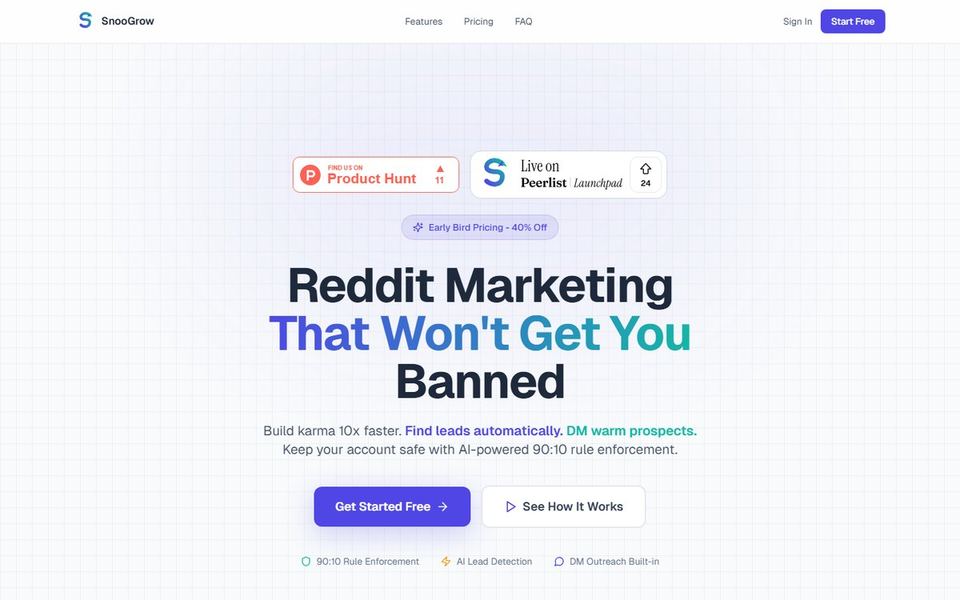 SnooGrow
Features
Pricing
FAQ
Sign In
Start Free
FIND US ON
Product Hunt
11
Live on
Peerlist | Launchpad
24
Early Bird Pricing - 40% Off
Reddit Marketing
That Won't Get You
Banned
Build karma 10x faster. Find leads automatically. DM warm prospects.
Keep your account safe with AI-powered 90:10 rule enforcement.
Get Started Free →
See How It Works
90:10 Rule Enforcement
AI Lead Detection
DM Outreach Built-in